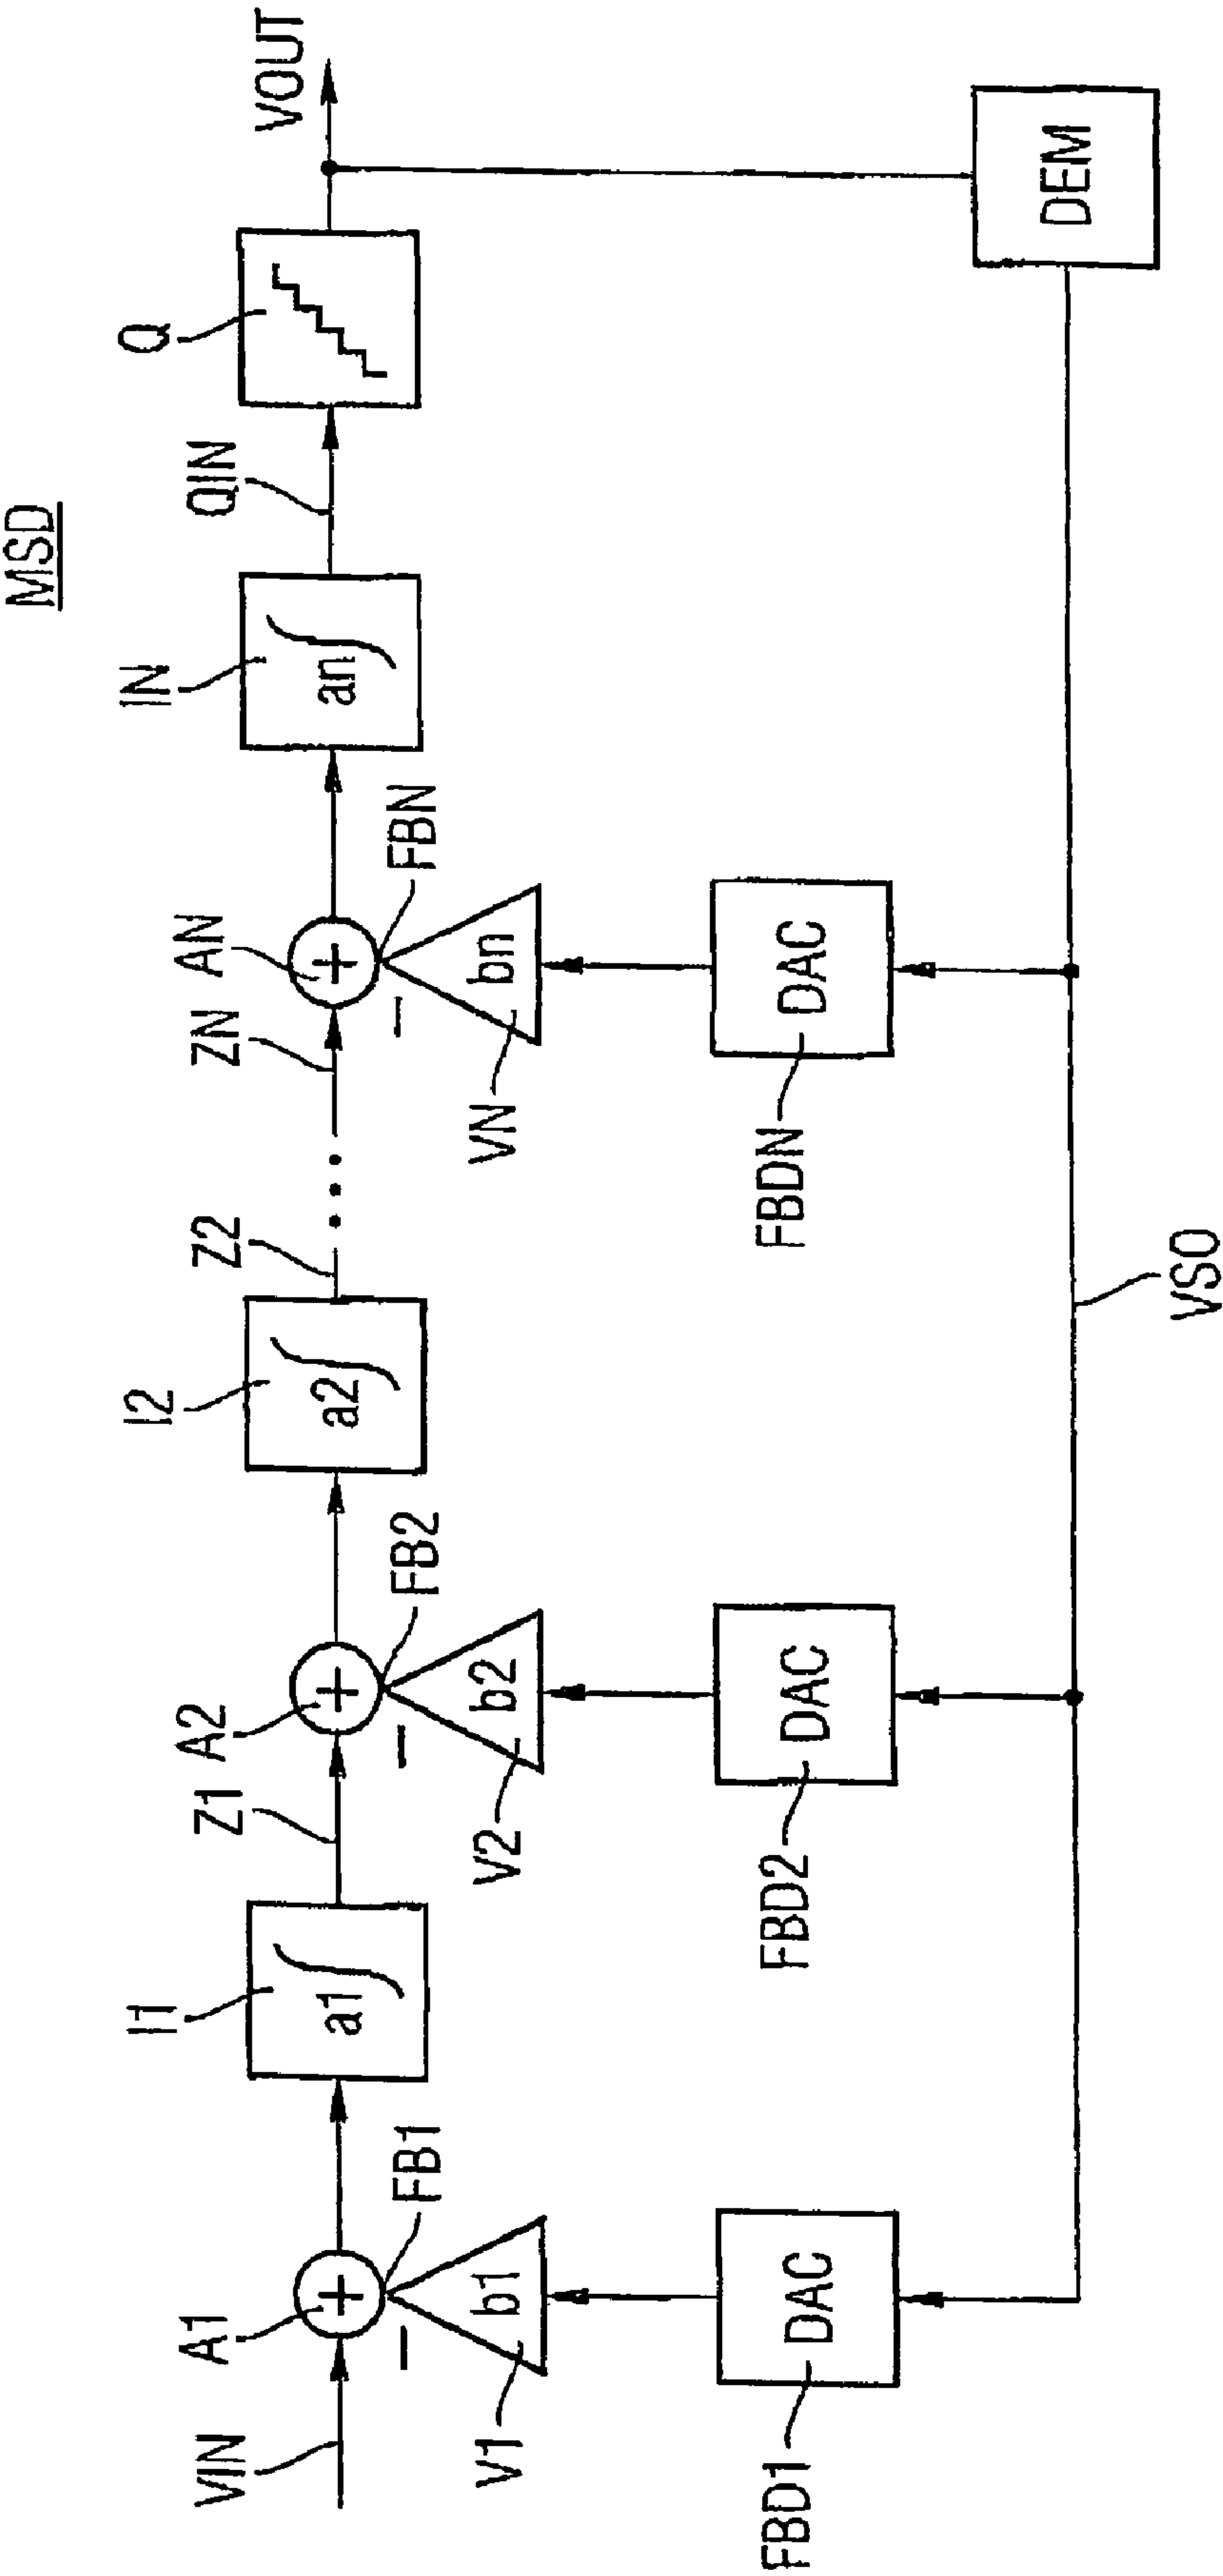 MSD
VIN
A1
FB1
b1
V1
DAC
FBD1
I1
a1
Z1
A2
FB2
b2
V2
DAC
FBD2
I2
a2
Z2
ZN
AN
FBN
bn
VN
DAC
FBDN
IN
an
QIN
Q
VOUT
DEM
VSO